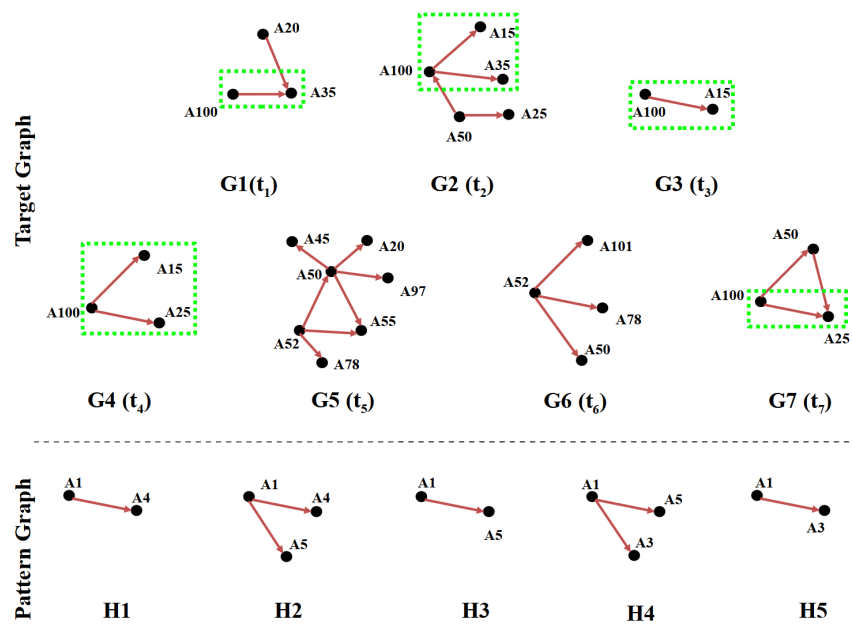 Target Graph
A20
A35
A100
G1(t1)
A15
A100
A35
A50
A25
G2 (t2)
A15
A100
G3 (t3)
A15
A100
A25
G4 (t4)
A45
A20
A50
A97
A55
A52
A78
G5 (t5)
A101
A52
A78
A50
G6 (t6)
A50
A100
A25
G7 (t7)
Pattern Graph
A1
A4
H1
A1
A4
A5
H2
A1
A5
H3
A1
A5
A3
H4
A1
A3
H5